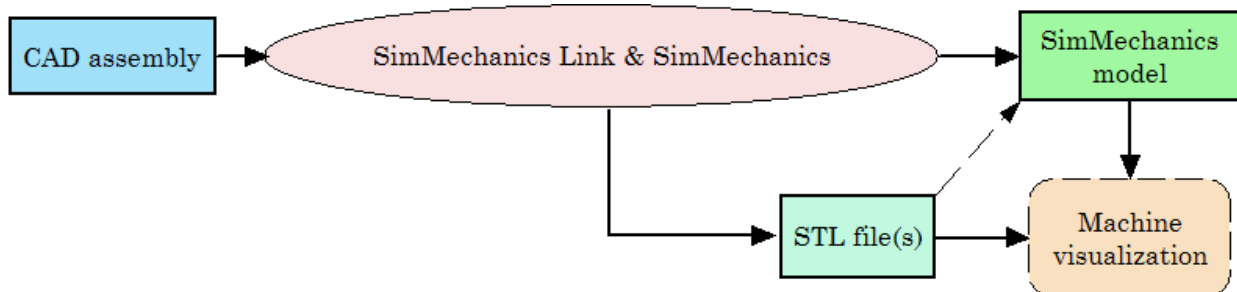 CAD assembly
SimMechanics Link & SimMechanics
SimMechanics
model
STL file(s)
Machine
visualization